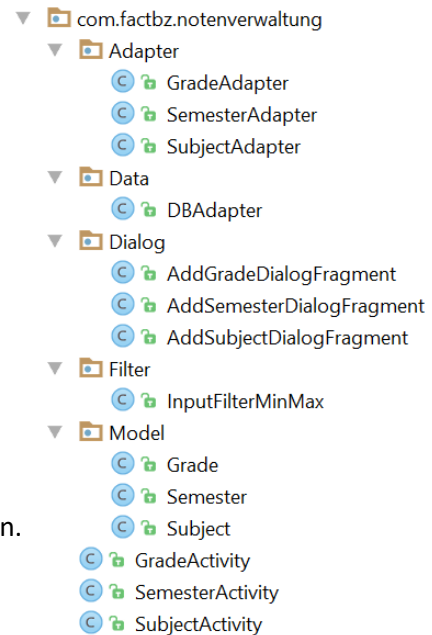 com.factbz.notenverwaltung
Adapter
C GradeAdapter
C SemesterAdapter
C SubjectAdapter
Data
C DBAdapter
Dialog
C AddGradeDialogFragment
C AddSemesterDialogFragment
C AddSubjectDialogFragment
Filter
C InputFilterMinMax
Model
C Grade
C Semester
n. C Subject
C GradeActivity
C SemesterActivity
C SubjectActivity